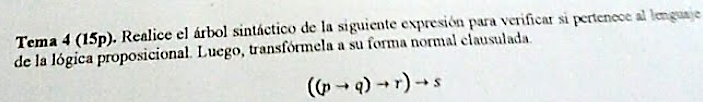 Tema 4 (15p). Realice el árbol sintáctico de la siguiente expresión para verificar si pertenece al lenguaje
de la lógica proposicional. Luego, transfórmela a su forma normal clausulada.
((p → q) → r) → s